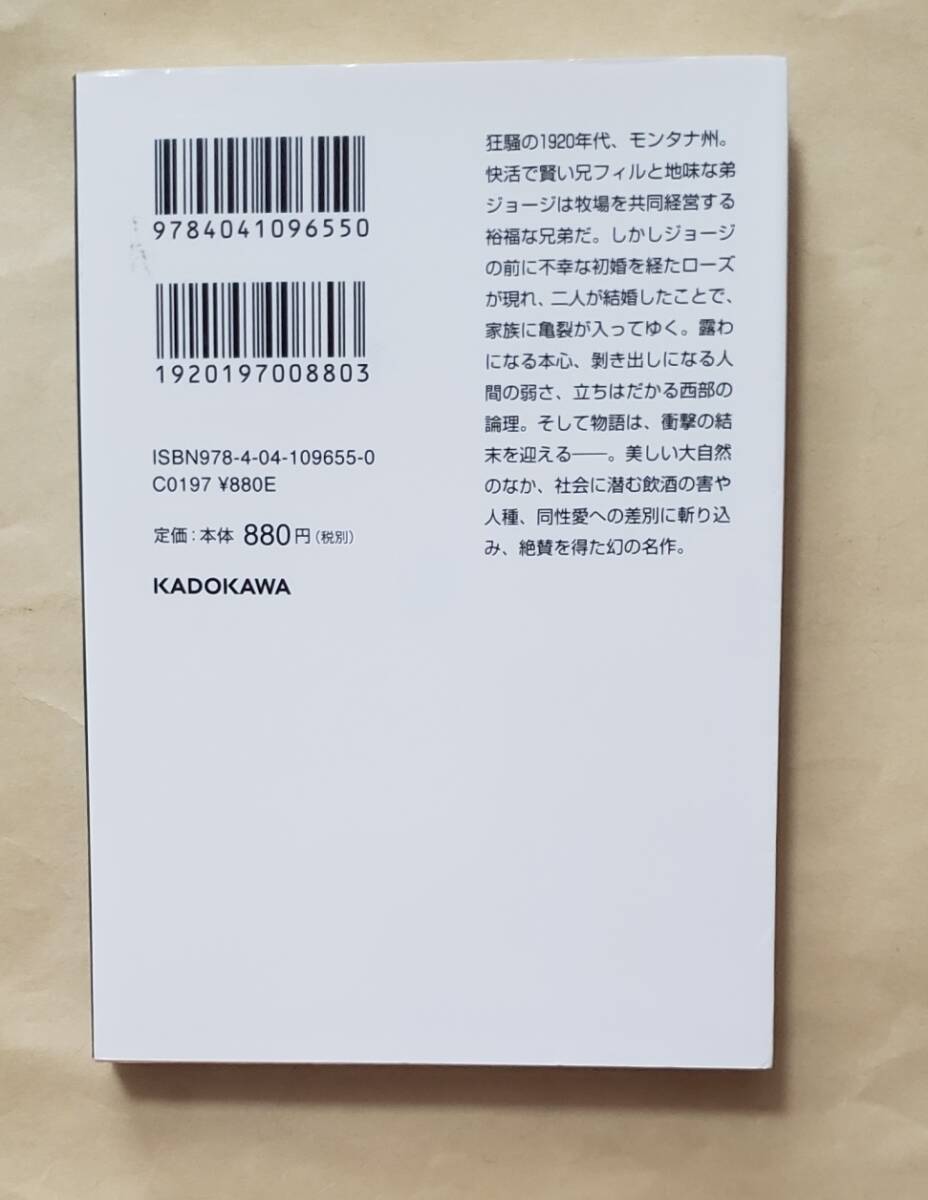 9784041096550
1920197008803
ISBN978-4-04-109655-0
C0197 ¥880E
定価：本体 880円（税別）
KADOKAWA
狂騒の1920年代、モンタナ州。
快活で賢い兄フィルと地味な弟
ジョージは牧場を共同経営する
裕福な兄弟だ。しかしジョージ
の前に不幸な初婚を経たローズ
が現れ、二人が結婚したことで、
家族に亀裂が入ってゆく。露わ
になる本心、剝き出しになる人
間の弱さ、立ちはだかる西部の
論理。そして物語は、衝撃の結
末を迎える──。美しい大自然
のなか、社会に潜む飲酒の害や
人種、同性愛への差別に斬り込
み、絶賛を得た幻の名作。